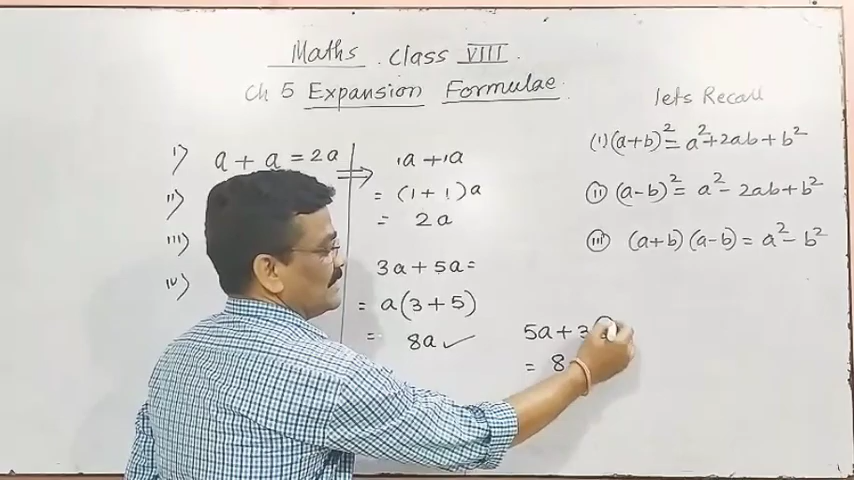 Maths Class VIII
Ch 5 Expansion Formulae
i) a + a = 2a
ii)
iii)
iv)
1a + 1a
= (1 + 1)a
= 2a
3a + 5a =
= a(3 + 5)
= 8a ✓
5a + 3
= 8
lets Recall
(i) (a+b)² = a² + 2ab + b²
(ii) (a-b)² = a² - 2ab + b²
(iii) (a+b) (a-b) = a² - b²